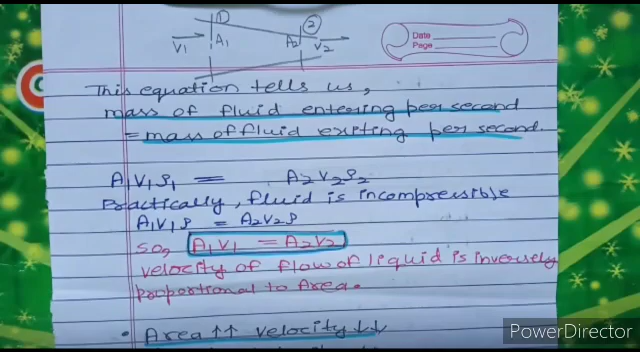 ① ②
V1 A1 A2 V2
Date
Page
This equation tells us,
mass of fluid entering per second
= mass of fluid exiting per second.
A1V1ρ1 = A2V2ρ2
Practically, fluid is incompressible
A1V1ρ = A2V2ρ
so, A1V1 = A2V2
velocity of flow of liquid is inversely
proportional to Area.
• Area ↑↑ velocity ↓↓
PowerDirector